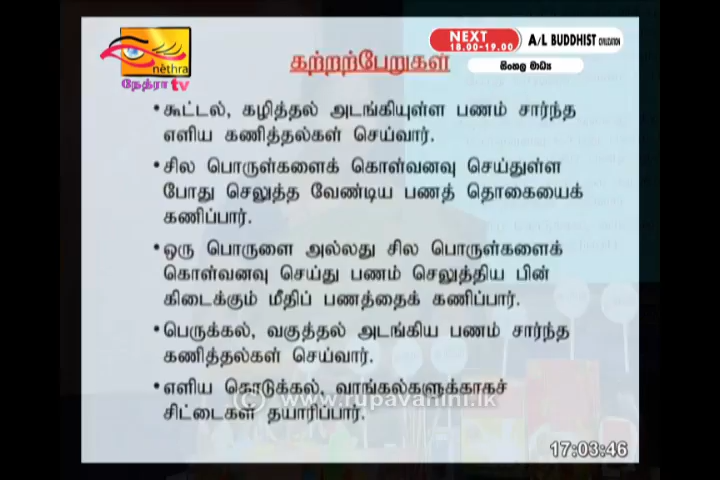 NEXT
18.00-19.00
A/L BUDDHIST CIVILIZATION
සිංහල මාධ්‍ය
nethra
நேத்ரா tv
கற்றற்பேறுகள்
• கூட்டல், கழித்தல் அடங்கியுள்ள பணம் சார்ந்த
எளிய கணித்தல்கள் செய்வார்.
• சில பொருள்களைக் கொள்வனவு செய்துள்ள
போது செலுத்த வேண்டிய பணத் தொகையைக்
கணிப்பார்.
• ஒரு பொருளை அல்லது சில பொருள்களைக்
கொள்வனவு செய்து பணம் செலுத்திய பின்
கிடைக்கும் மீதிப் பணத்தைக் கணிப்பார்.
• பெருக்கல், வகுத்தல் அடங்கிய பணம் சார்ந்த
கணித்தல்கள் செய்வார்.
• எளிய கொடுக்கல், வாங்கல்களுக்காகச்
© www.rupavahini.lk
சிட்டைகள் தயாரிப்பார்.
17:03:46